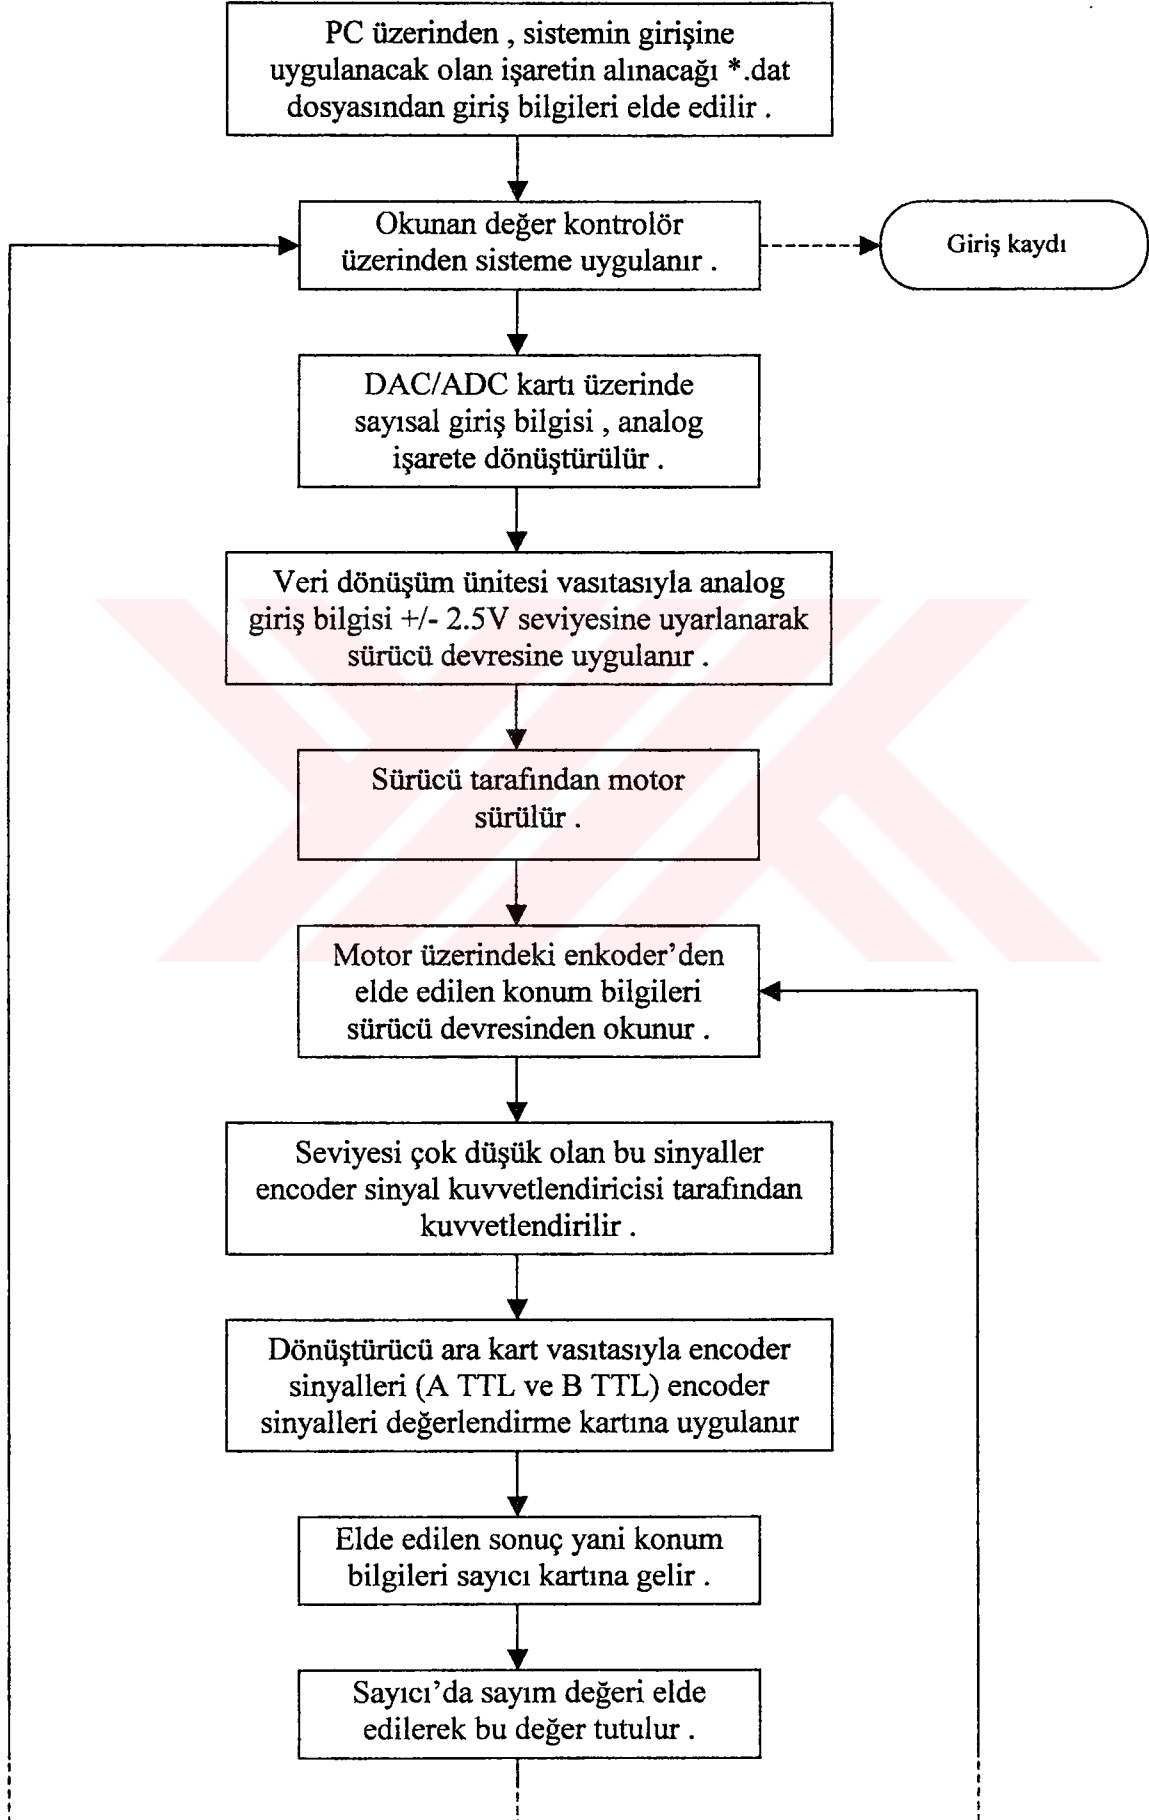 PC üzerinden , sistemin girişine
uygulanacak olan işaretin alınacağı *.dat
dosyasından giriş bilgileri elde edilir .
Okunan değer kontrolör
üzerinden sisteme uygulanır .
Giriş kaydı
DAC/ADC kartı üzerinde
sayısal giriş bilgisi , analog
işarete dönüştürülür .
Veri dönüşüm ünitesi vasıtasıyla analog
giriş bilgisi +/- 2.5V seviyesine uyarlanarak
sürücü devresine uygulanır .
Sürücü tarafından motor
sürülür .
Motor üzerindeki enkoder’den
elde edilen konum bilgileri
sürücü devresinden okunur .
Seviyesi çok düşük olan bu sinyaller
encoder sinyal kuvvetlendiricisi tarafından
kuvvetlendirilir .
Dönüştürücü ara kart vasıtasıyla encoder
sinyalleri (A TTL ve B TTL) encoder
sinyalleri değerlendirme kartına uygulanır
Elde edilen sonuç yani konum
bilgileri sayıcı kartına gelir .
Sayıcı’da sayım değeri elde
edilerek bu değer tutulur .